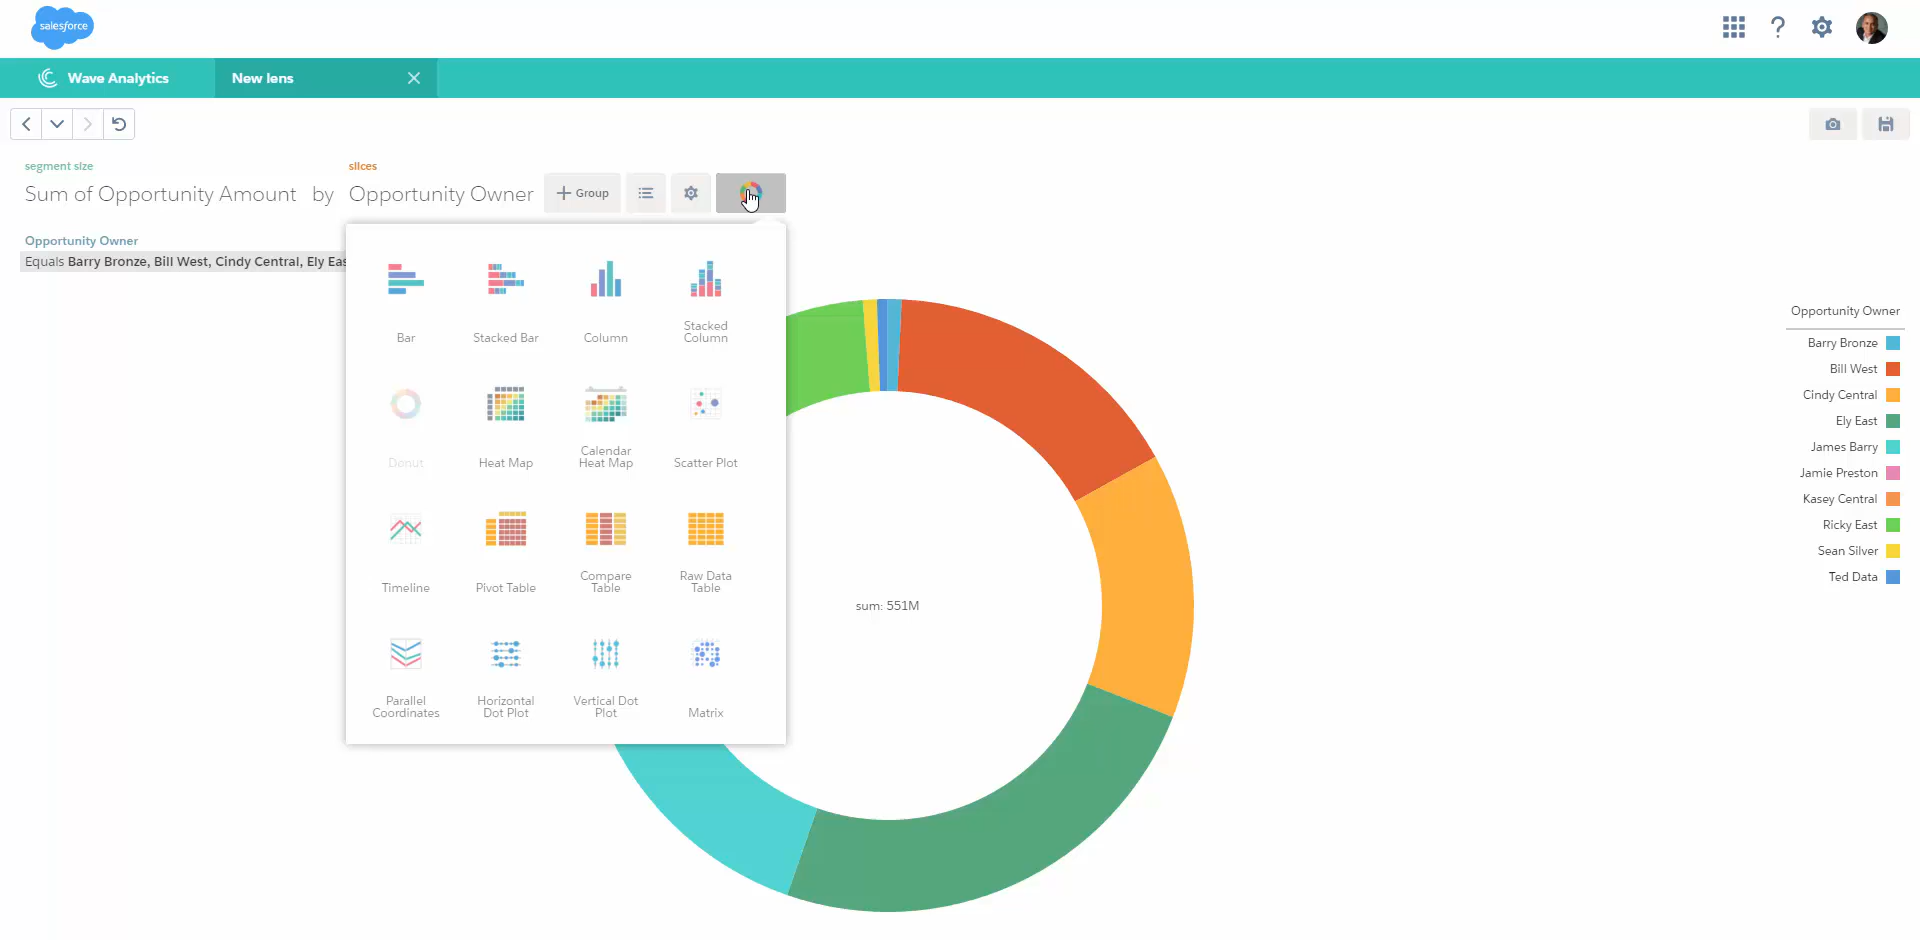 salesforce
Wave Analytics
New lens
segment size
slices
Sum of Opportunity Amount by Opportunity Owner
Group
Opportunity Owner
Equals Barry Bronze, Bill West, Cindy Central, Ely Eas
Bar
Stacked Bar
Column
Stacked
Column
Donut
Heat Map
Calendar
Heat Map
Scatter Plot
Timeline
Pivot Table
Compare
Table
Raw Data
Table
Parallel
Coordinates
Horizontal
Dot Plot
Vertical Dot
Plot
Matrix
sum: 551M
Opportunity Owner
Barry Bronze
Bill West
Cindy Central
Ely East
James Barry
Jamie Preston
Kasey Central
Ricky East
Sean Silver
Ted Data